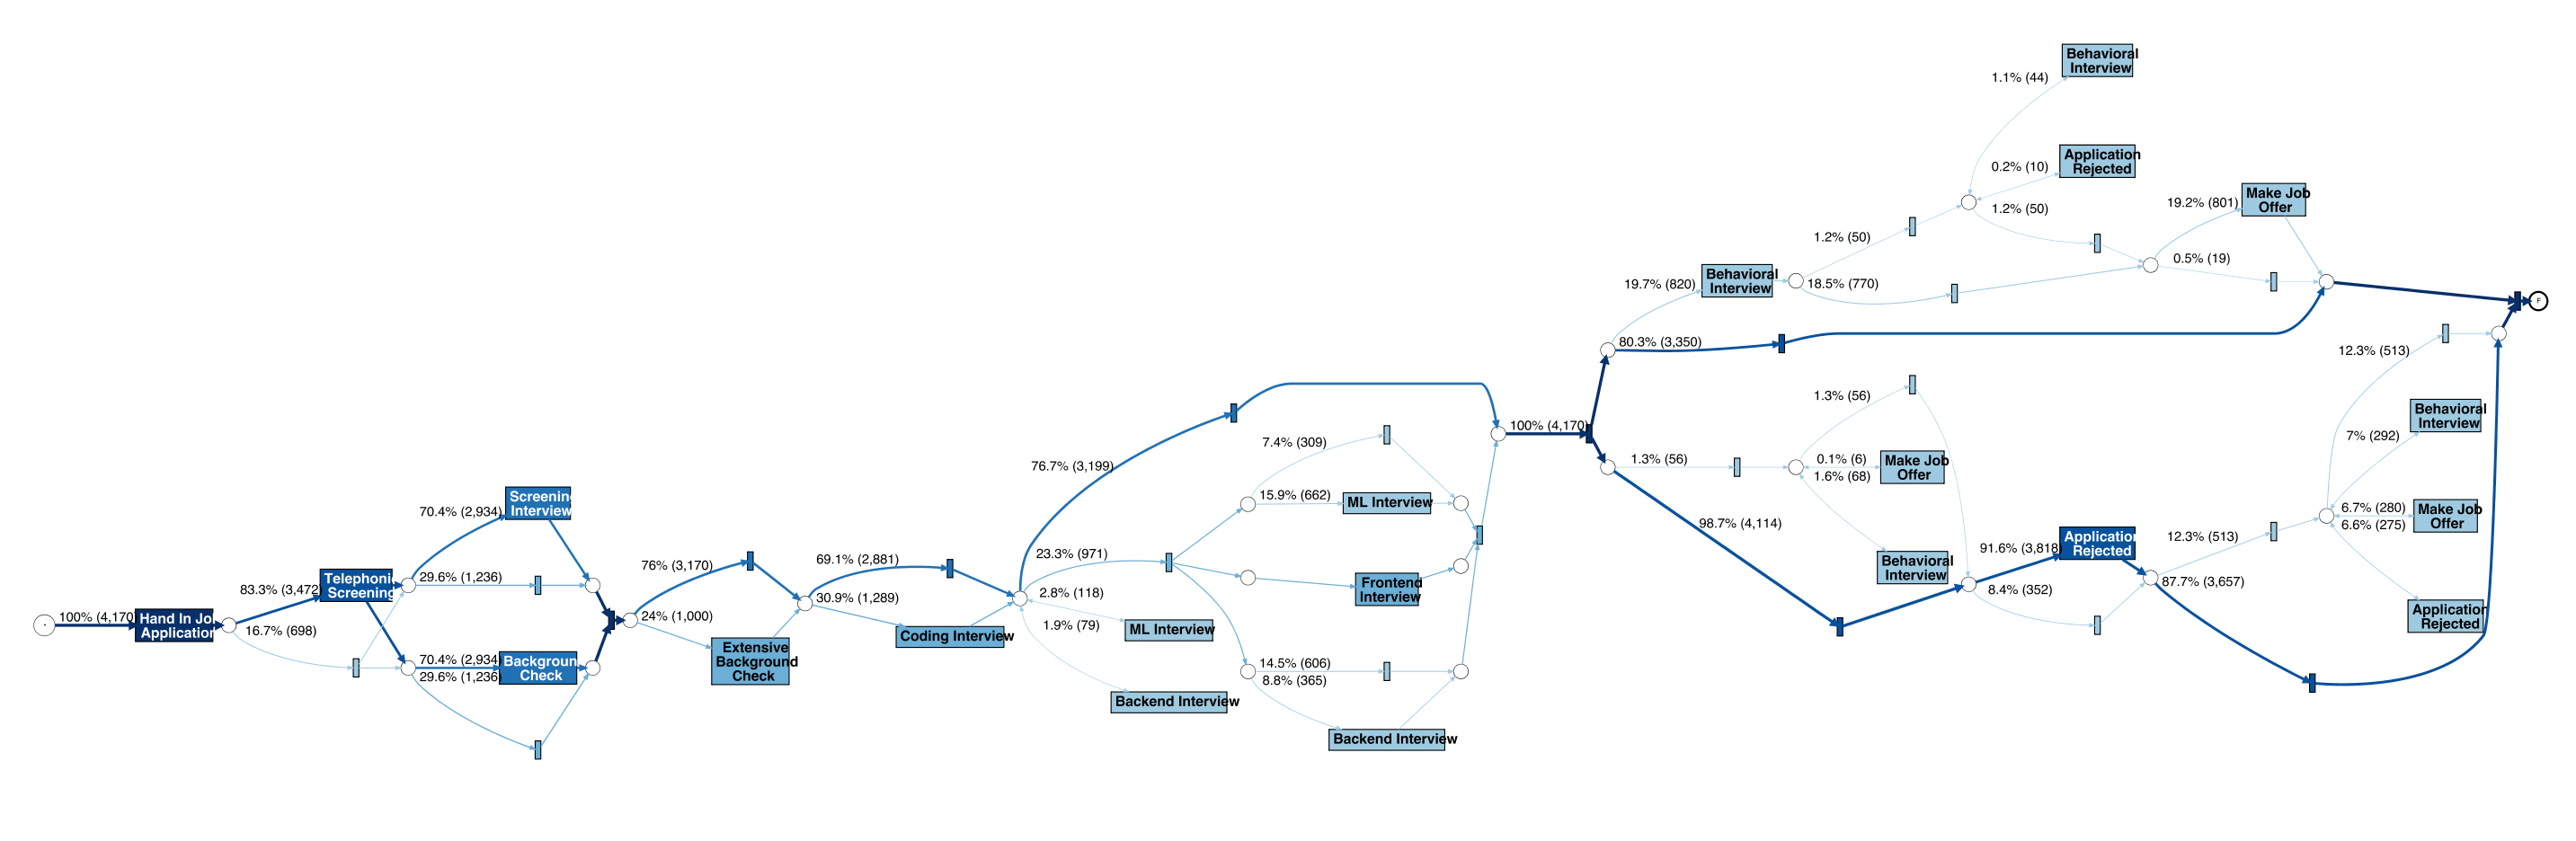 100% (4,170)
Hand In Jo
Application
16.7% (698)
83.3% (3,472)
Telephoni
Screening
70.4% (2,934)
Screenin
Interview
29.6% (1,236)
70.4% (2,934)
29.6% (1,236)
Backgroun
Check
76% (3,170)
24% (1,000)
Extensive
Background
Check
69.1% (2,881)
30.9% (1,289)
Coding Interview
76.7% (3,199)
23.3% (971)
2.8% (118)
1.9% (79)
ML Interview
Backend Interview
7.4% (309)
15.9% (662)
ML Interview
Frontend
Interview
14.5% (606)
8.8% (365)
Backend Interview
100% (4,170)
19.7% (820)
Behavioral
Interview
80.3% (3,350)
1.2% (50)
18.5% (770)
1.1% (44)
Behavioral
Interview
0.2% (10)
Application
Rejected
1.2% (50)
19.2% (801)
Make Job
Offer
0.5% (19)
1.3% (56)
98.7% (4,114)
1.3% (56)
0.1% (6)
1.6% (68)
Make Job
Offer
Behavioral
Interview
91.6% (3,818)
Application
Rejected
8.4% (352)
12.3% (513)
87.7% (3,657)
12.3% (513)
7% (292)
Behavioral
Interview
6.7% (280)
6.6% (275)
Make Job
Offer
Application
Rejected
F